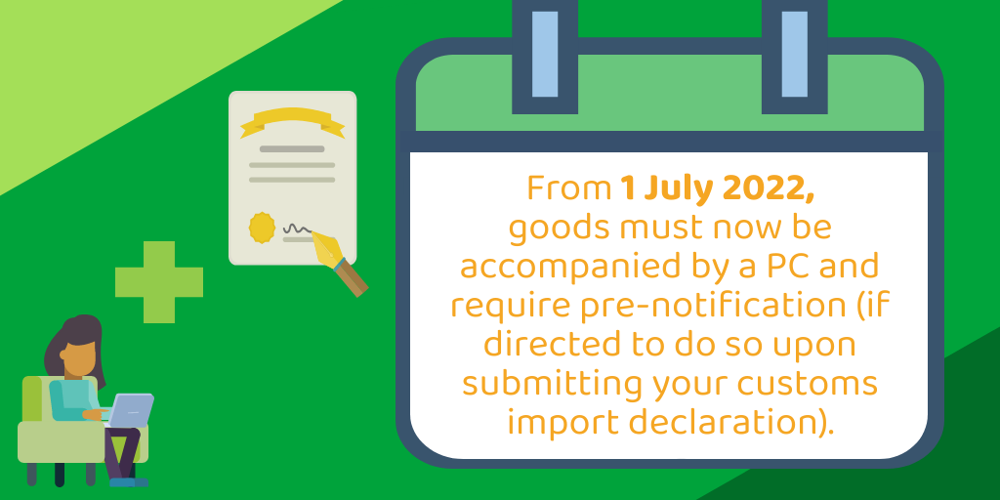 From 1 July 2022,
goods must now be
accompanied by a PC and
require pre-notification (if
directed to do so upon
submitting your customs
import declaration).